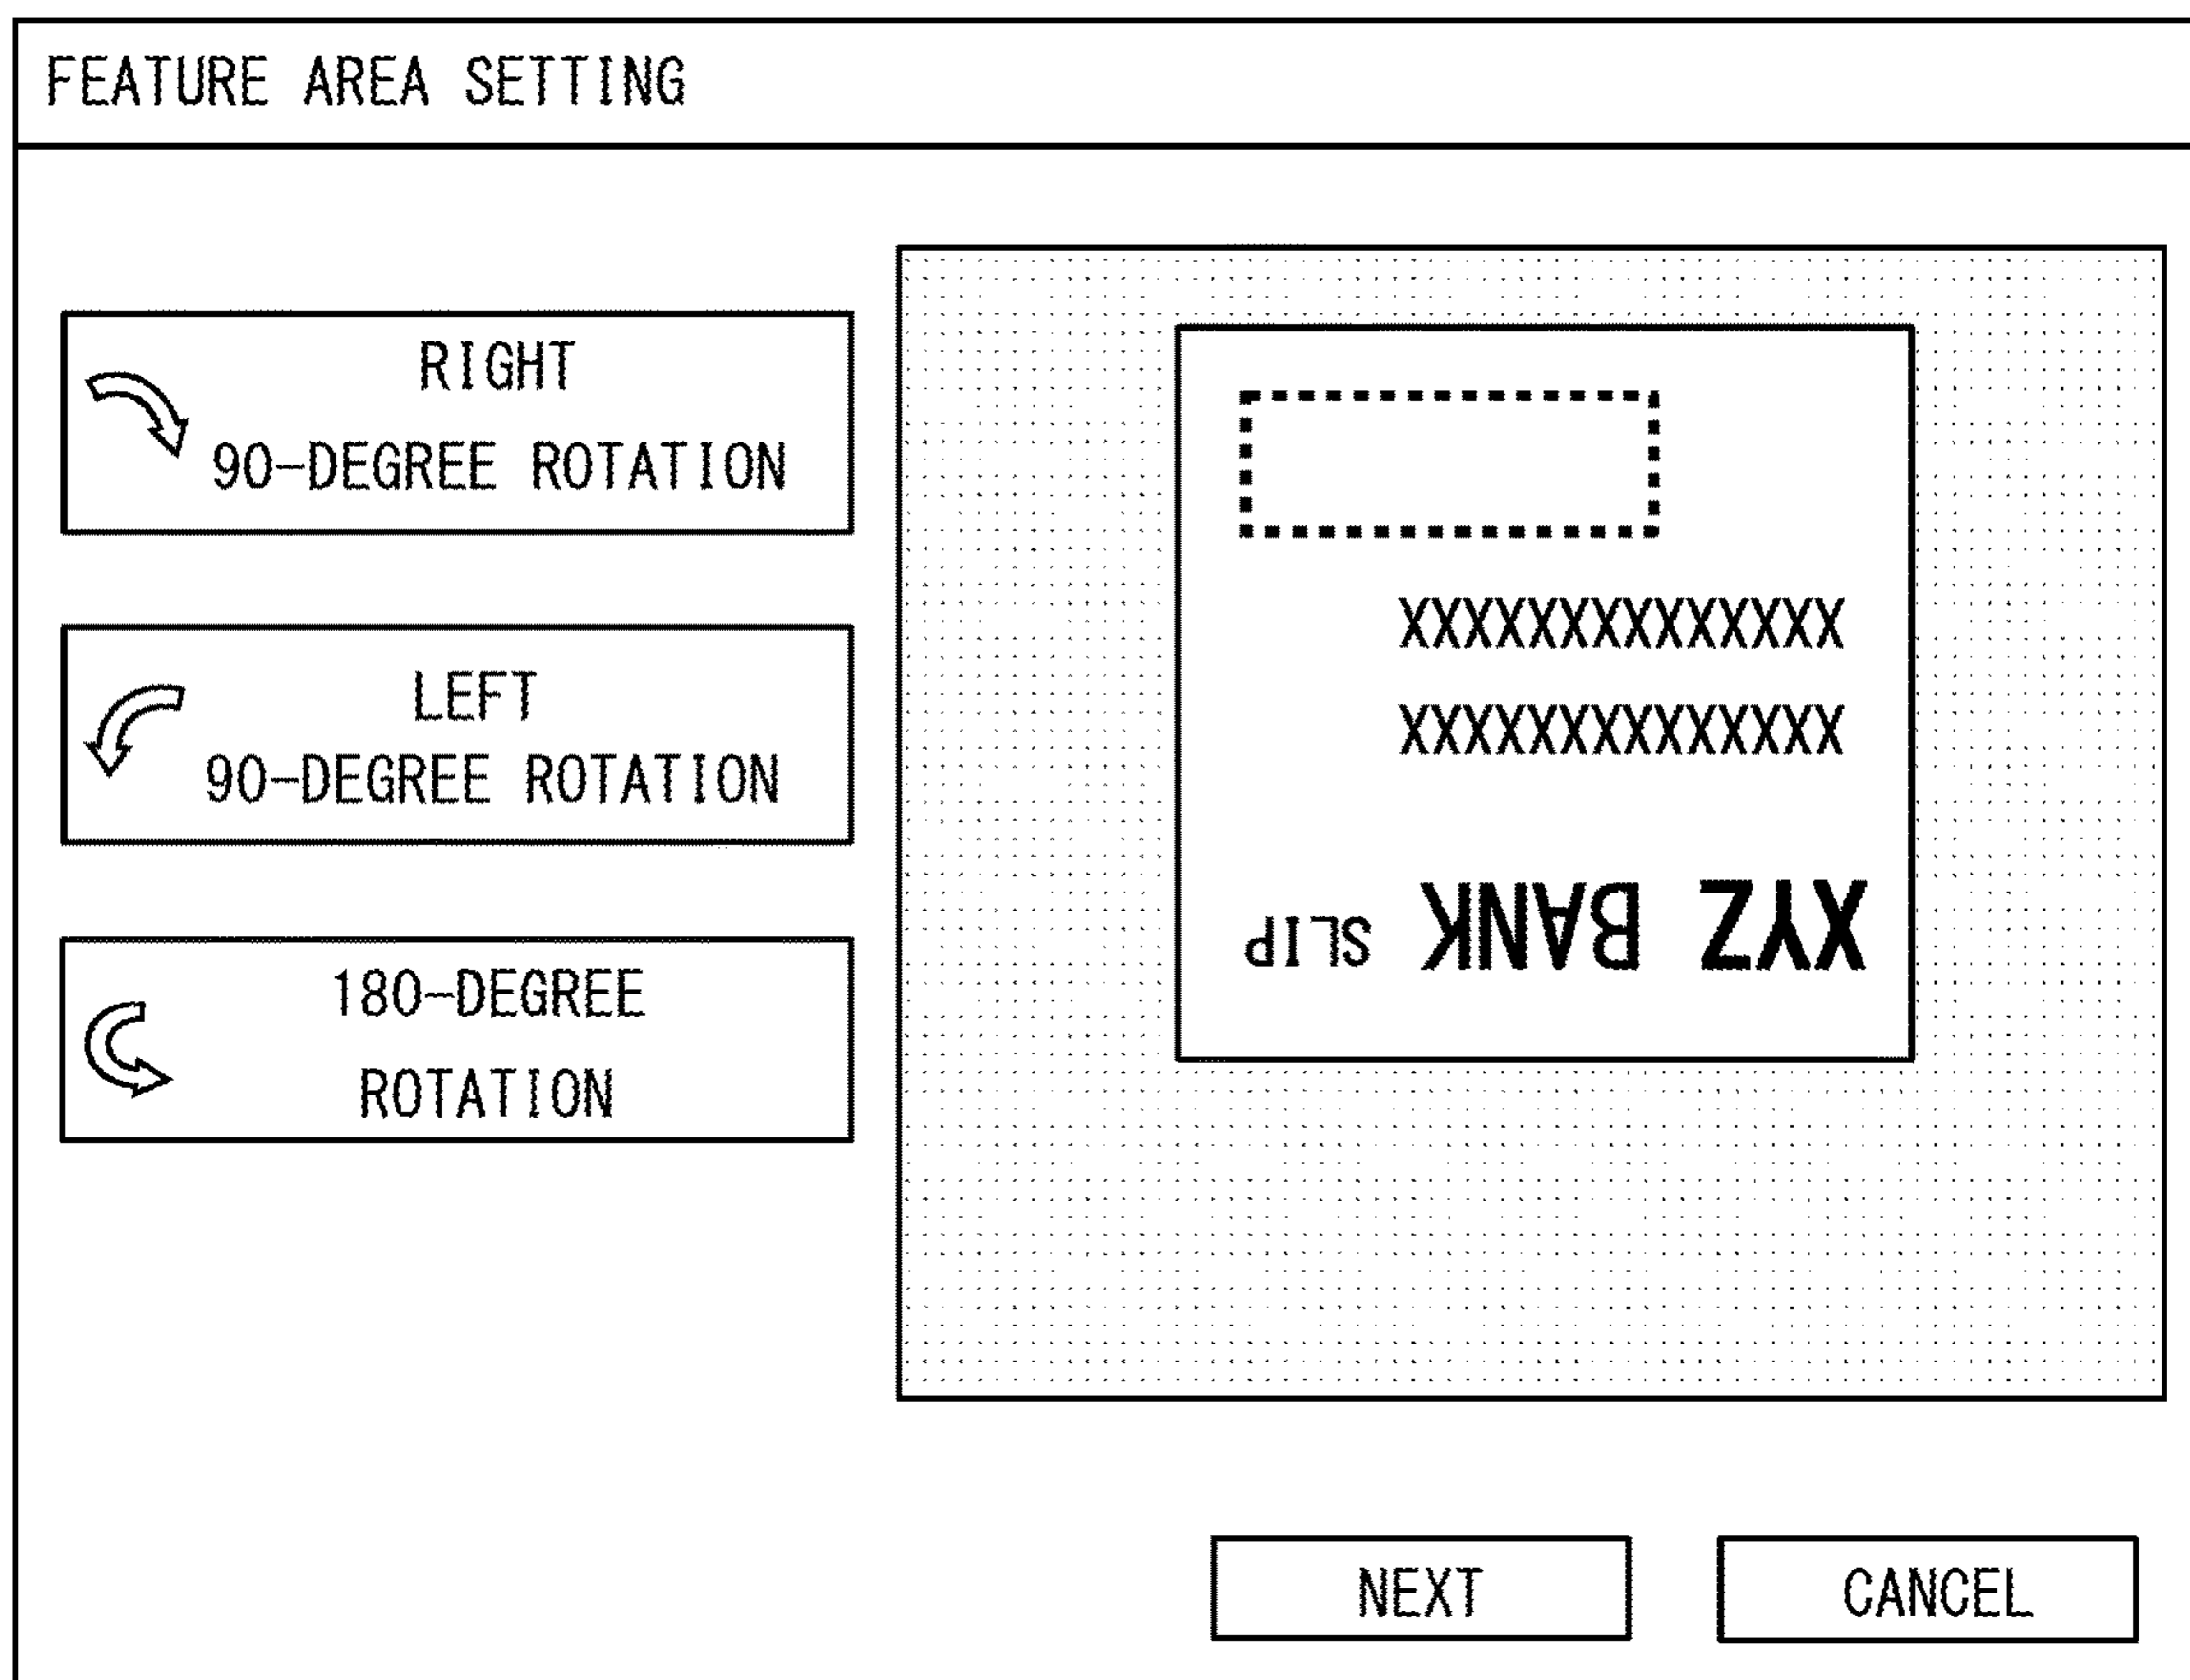 FEATURE AREA SETTING
RIGHT
90-DEGREE ROTATION
LEFT
90-DEGREE ROTATION
180-DEGREE
ROTATION
XYZ BANK SLIP
XXXXXXXXXXXXXX
XXXXXXXXXXXXXX
NEXT
CANCEL